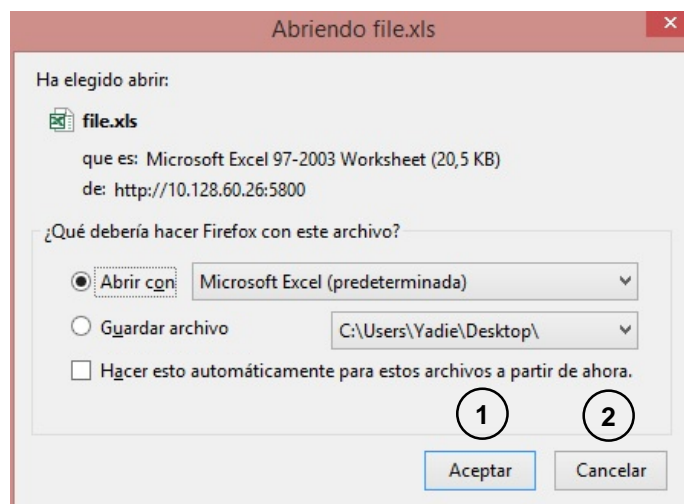 Abriendo file.xls
Ha elegido abrir:
file.xls
que es: Microsoft Excel 97-2003 Worksheet (20,5 KB)
de: http://10.128.60.26:5800
¿Qué debería hacer Firefox con este archivo?
Abrir con Microsoft Excel (predeterminada)
Guardar archivo C:\Users\Yadie\Desktop\
Hacer esto automáticamente para estos archivos a partir de ahora.
1 2
Aceptar Cancelar